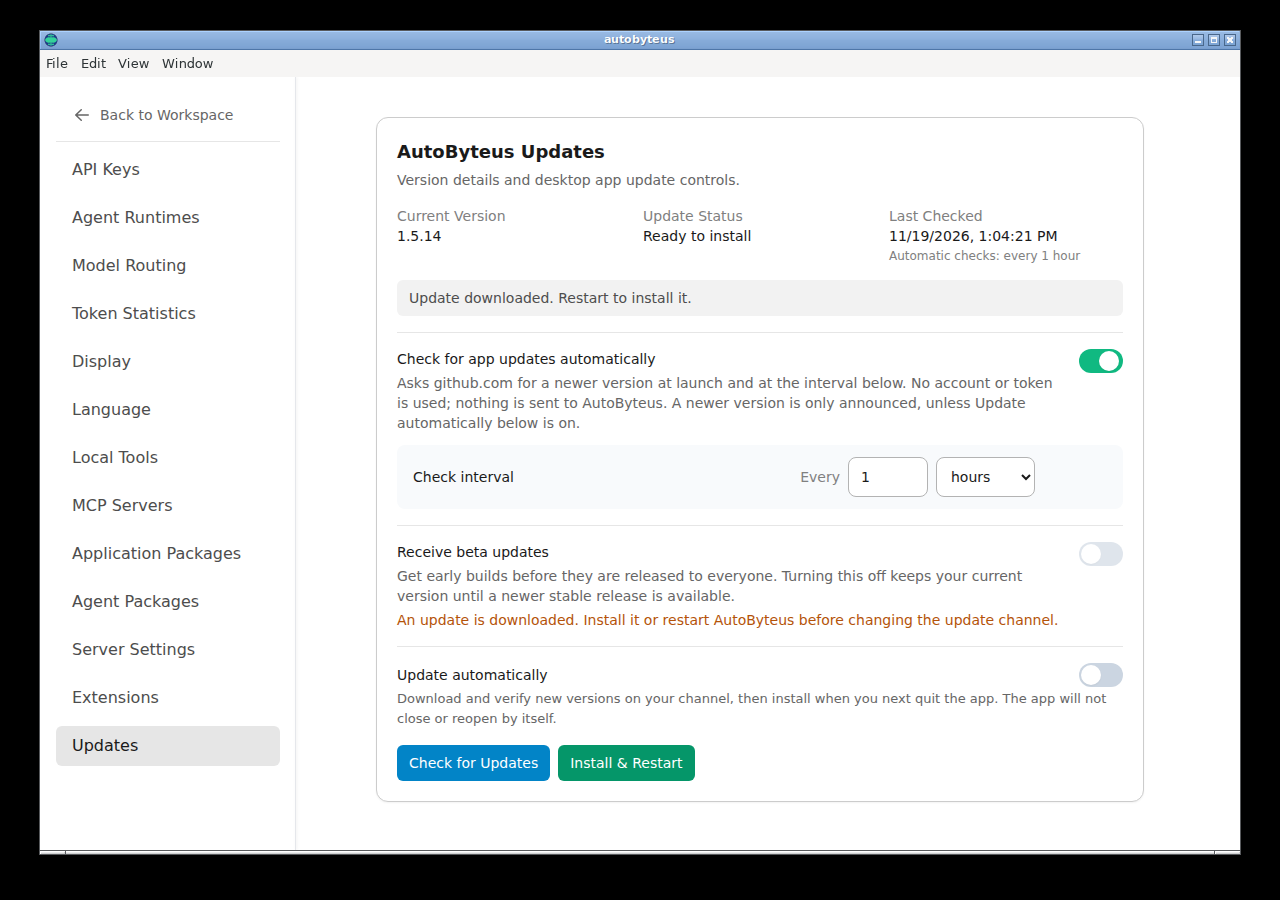 autobyteus
File Edit View Window
Back to Workspace
API Keys
Agent Runtimes
Model Routing
Token Statistics
Display
Language
Local Tools
MCP Servers
Application Packages
Agent Packages
Server Settings
Extensions
Updates
AutoByteus Updates
Version details and desktop app update controls.
Current Version
1.5.14
Update Status
Ready to install
Last Checked
11/19/2026, 1:04:21 PM
Automatic checks: every 1 hour
Update downloaded. Restart to install it.
Check for app updates automatically
Asks github.com for a newer version at launch and at the interval below. No account or token
is used; nothing is sent to AutoByteus. A newer version is only announced, unless Update
automatically below is on.
Check interval
Every 1 hours
Receive beta updates
Get early builds before they are released to everyone. Turning this off keeps your current
version until a newer stable release is available.
An update is downloaded. Install it or restart AutoByteus before changing the update channel.
Update automatically
Download and verify new versions on your channel, then install when you next quit the app. The app will not
close or reopen by itself.
Check for Updates
Install & Restart